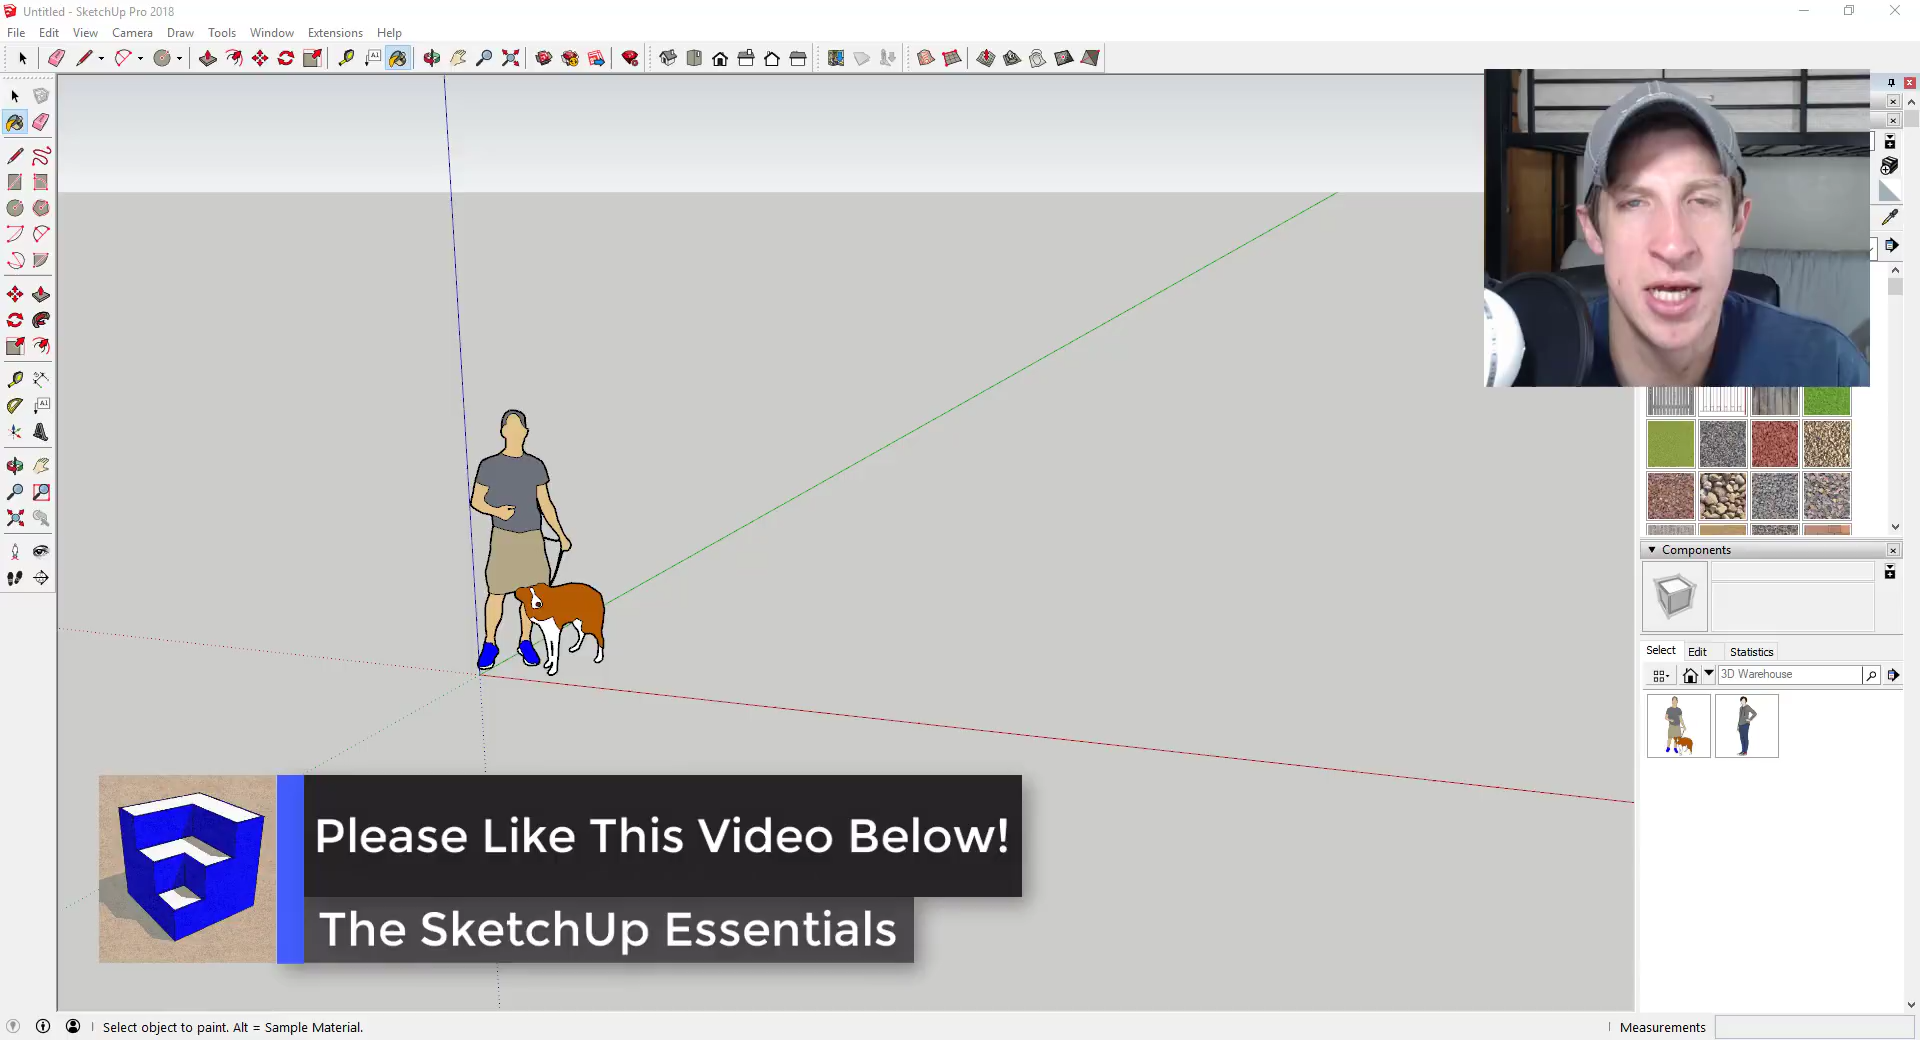 Untitled - SketchUp Pro 2018
File Edit View Camera Draw Tools Window Extensions Help
Components
Select Edit Statistics
3D Warehouse
Please Like This Video Below!
The SketchUp Essentials
Select object to paint. Alt = Sample Material.
Measurements